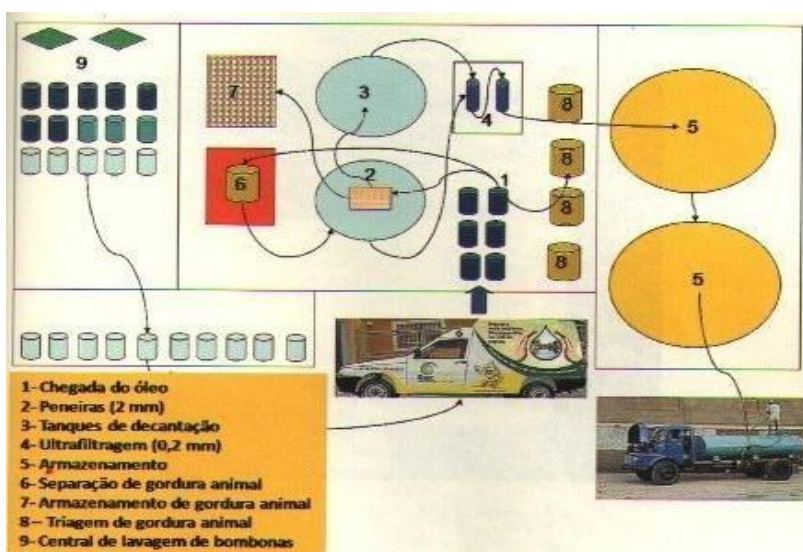 9
7
3
4
8
5
6
2
1
8
8
8
5
1- Chegada do óleo
2- Peneiras (2 mm)
3- Tanques de decantação
4- Ultrafiltragem (0,2 mm)
5- Armazenamento
6- Separação de gordura animal
7- Armazenamento de gordura animal
8 – Triagem de gordura animal
9- Central de lavagem de bombonas